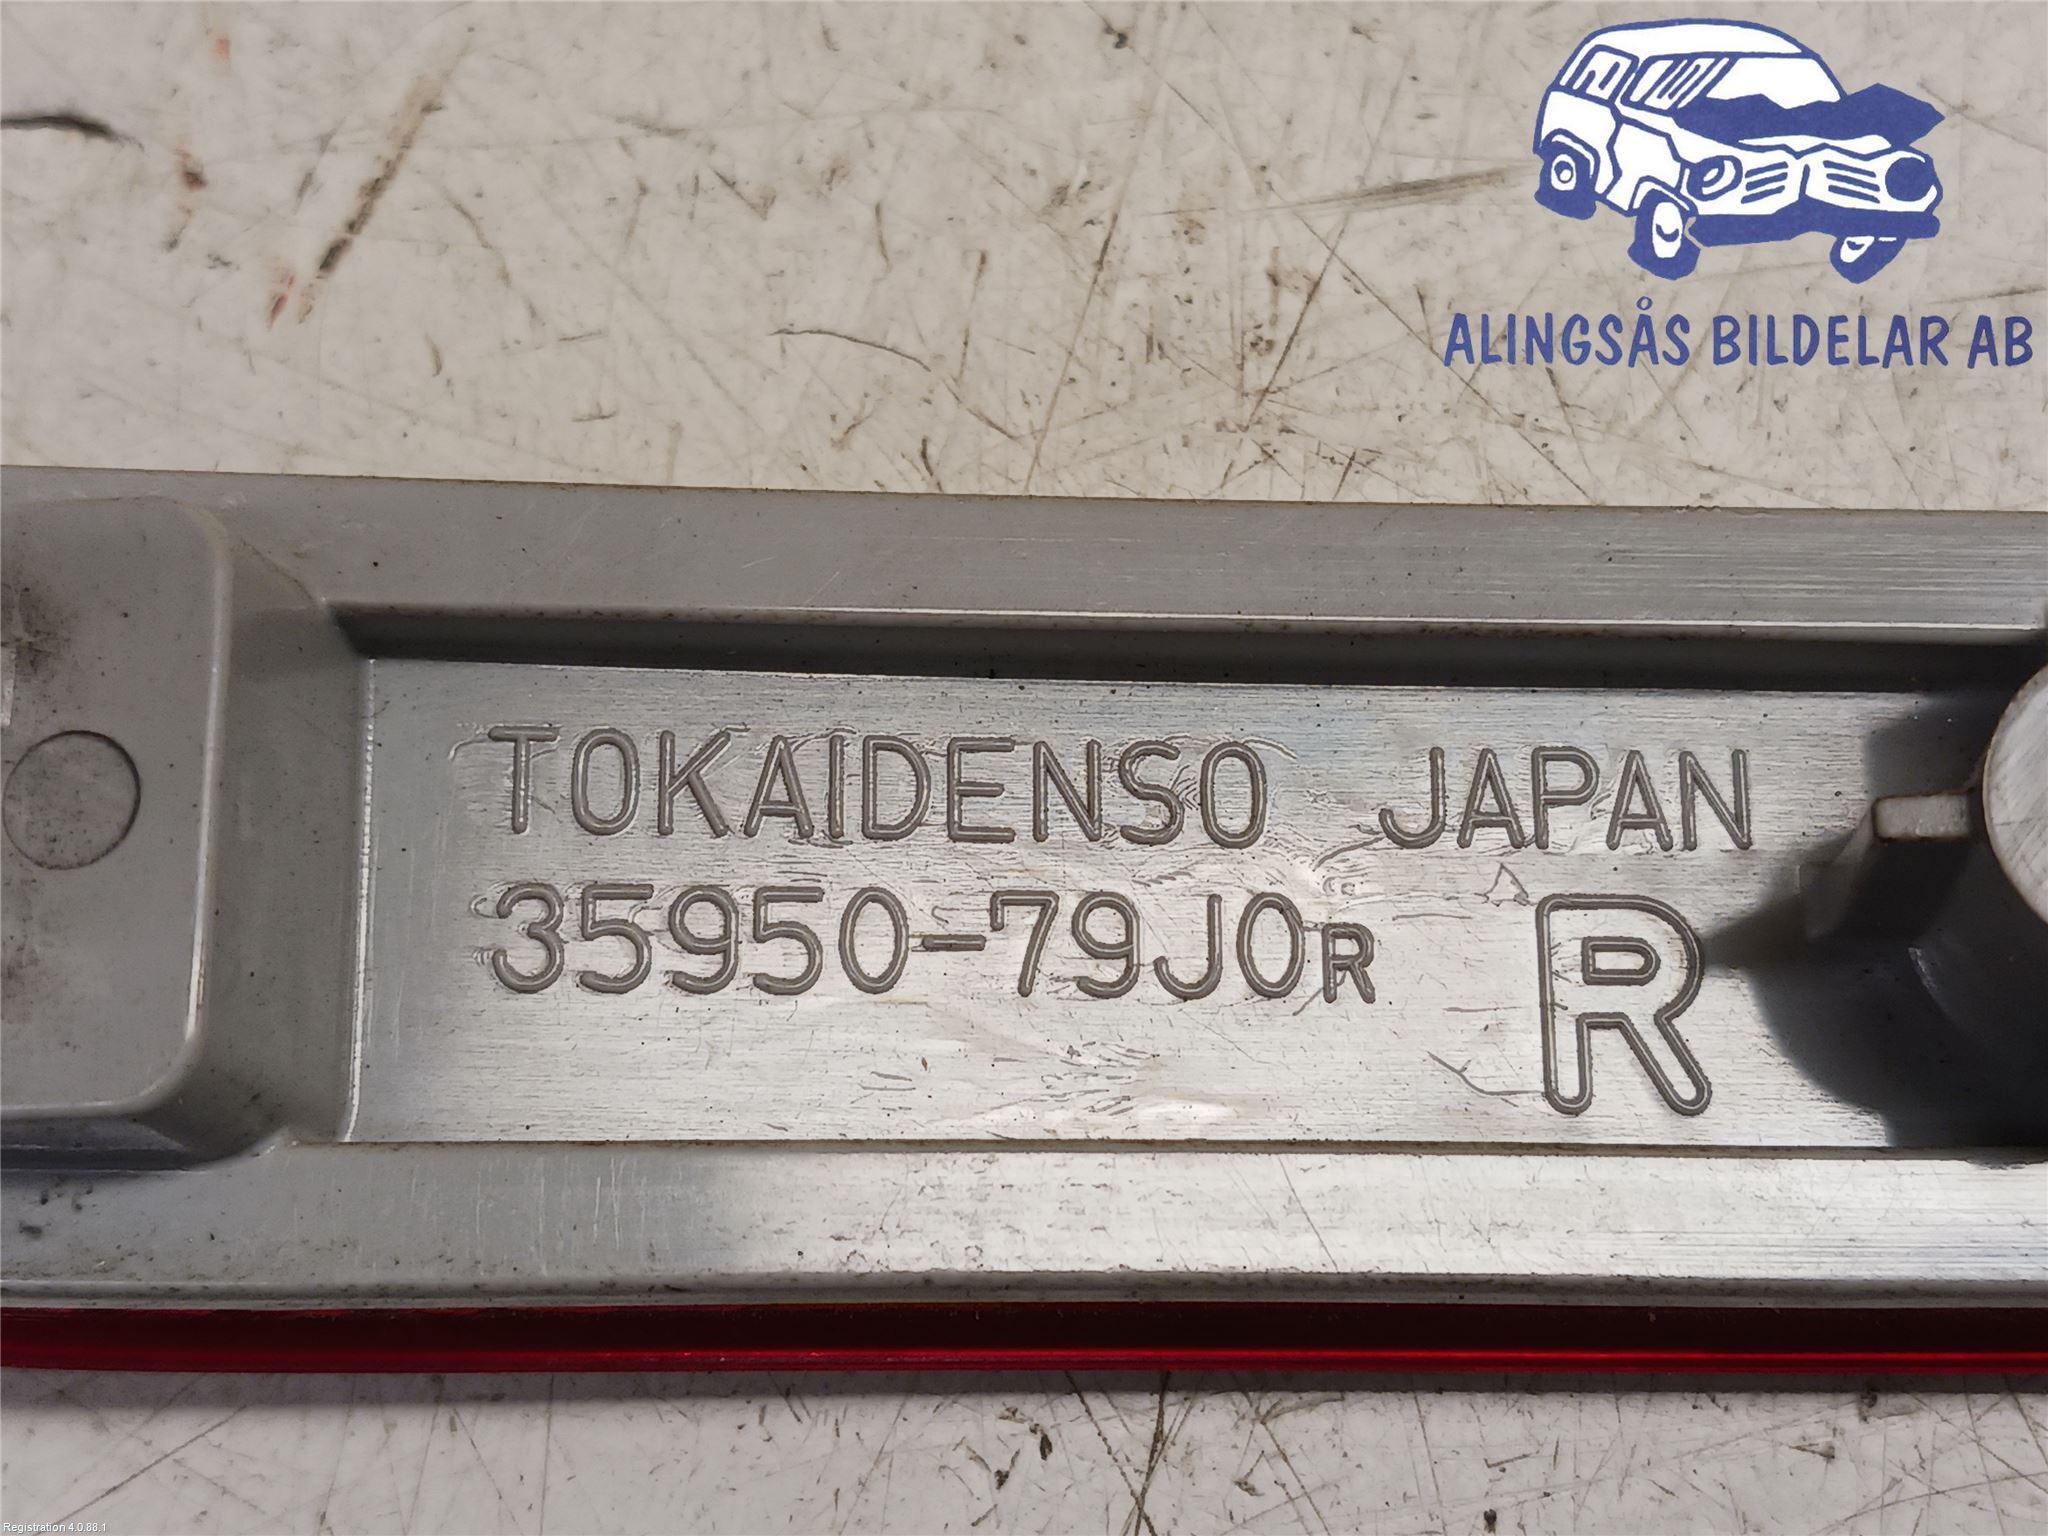 ALINGSÅS BILDELAR AB
TOKAIDENSO JAPAN
35950-79J0R R
Registration 4.0.88.1